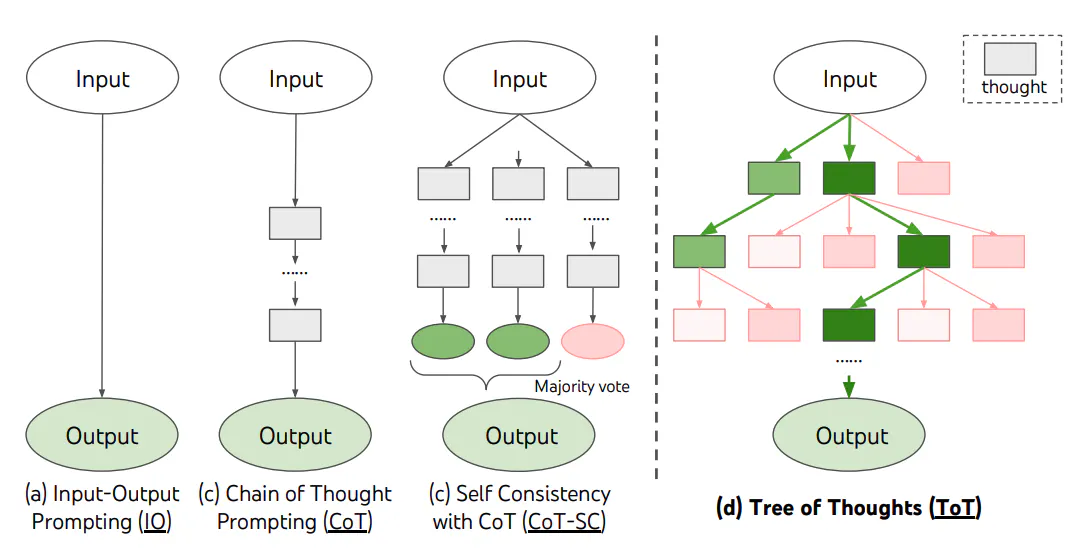 Input
Input
Input
Input
thought
......
......
......
......
......
Majority vote
Output
Output
Output
Output
(a) Input-Output
Prompting (IO)
(c) Chain of Thought
Prompting (CoT)
(c) Self Consistency
with CoT (CoT-SC)
(d) Tree of Thoughts (ToT)